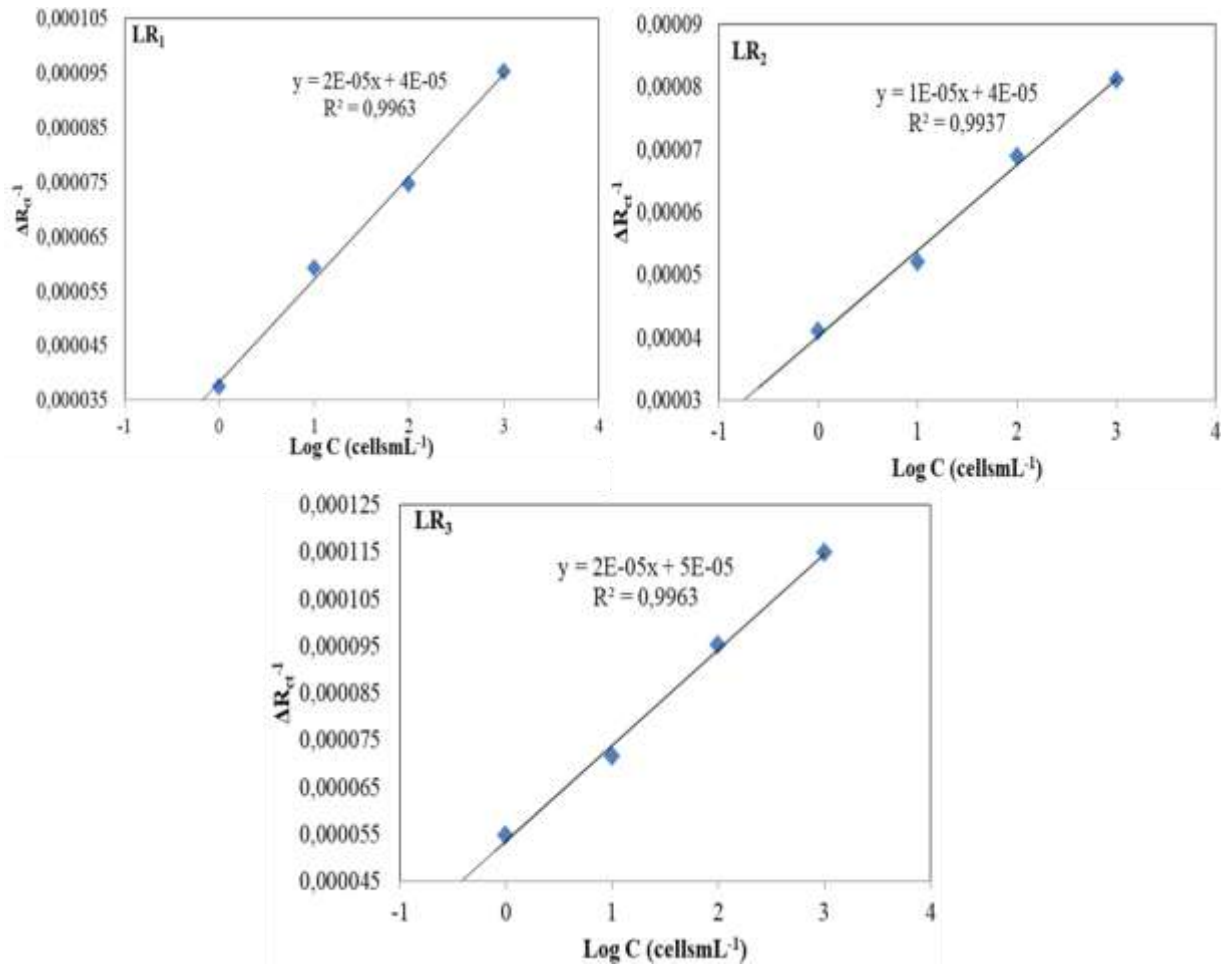 LR₁
y = 2E-05x + 4E-05
R² = 0,9963
0,000105
0,000095
0,000085
0,000075
0,000065
0,000055
0,000045
0,000035
ΔRct⁻¹
-1 0 1 2 3 4
Log C (cellsmL⁻¹)
LR₂
y = 1E-05x + 4E-05
R² = 0,9937
0,00009
0,00008
0,00007
0,00006
0,00005
0,00004
0,00003
ΔRct⁻¹
-1 0 1 2 3 4
Log C (cellsmL⁻¹)
LR₃
y = 2E-05x + 5E-05
R² = 0,9963
0,000125
0,000115
0,000105
0,000095
0,000085
0,000075
0,000065
0,000055
0,000045
ΔRct⁻¹
-1 0 1 2 3 4
Log C (cellsmL⁻¹)